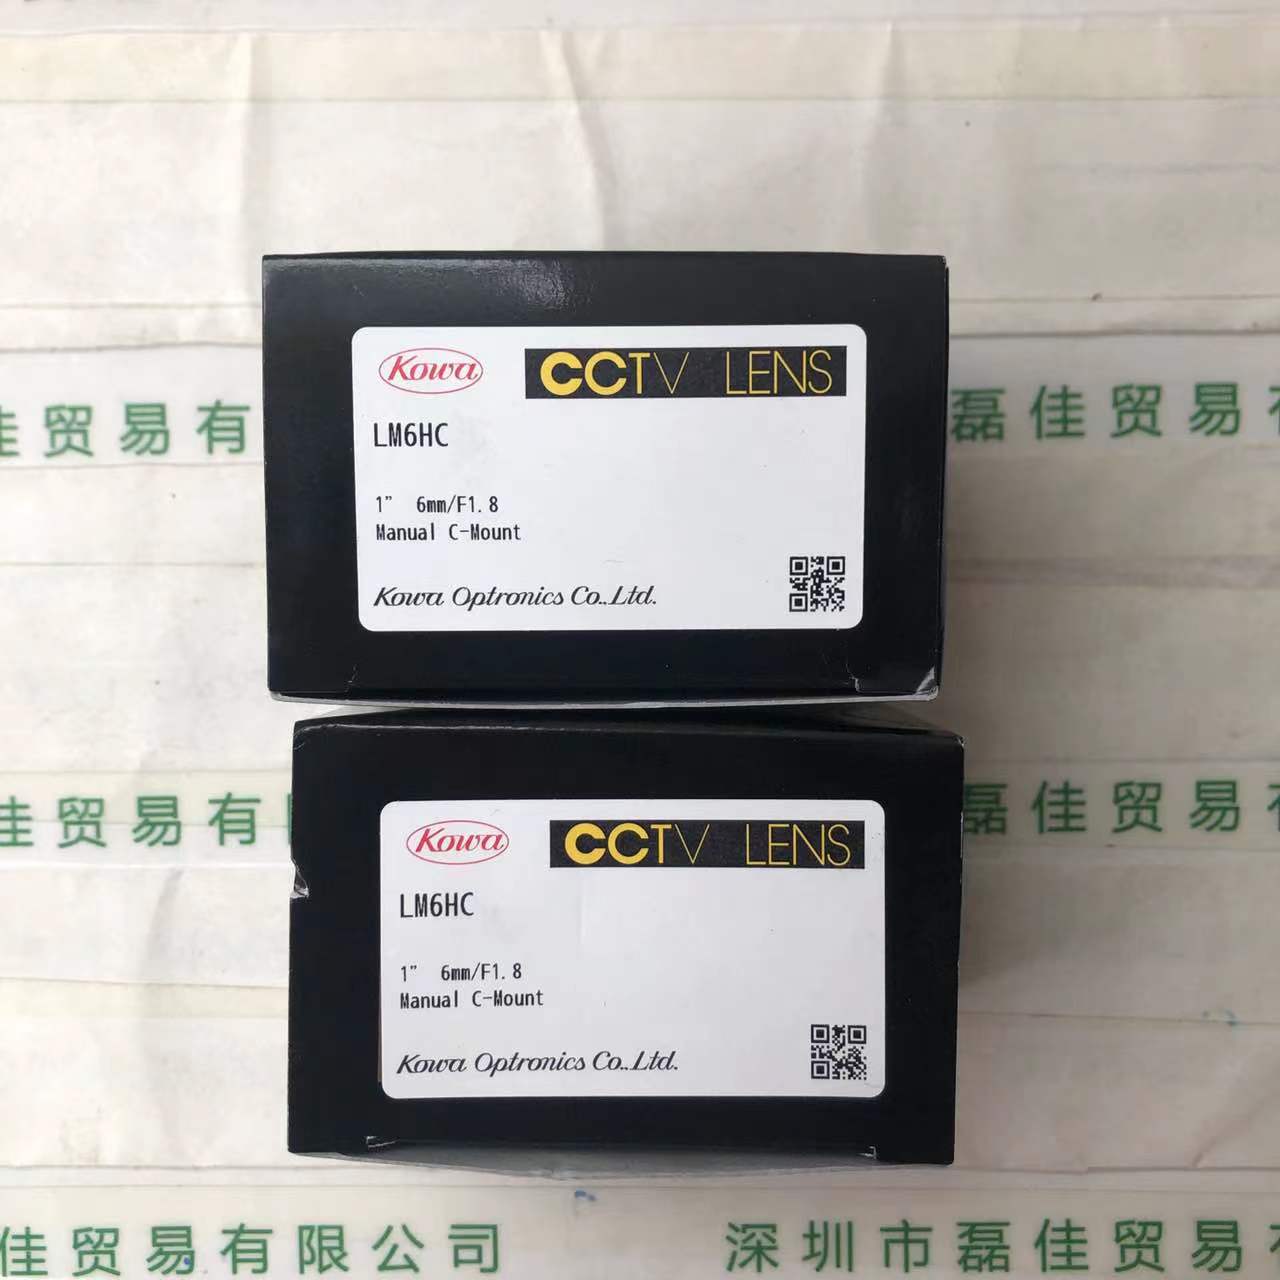 佳贸易有
磊佳贸易有
Kowa
CCTV LENS
LM6HC
1" 6mm/F1.8
Manual C-Mount
Kowa Optronics Co.,Ltd.
佳贸易有
磊佳贸易有
Kowa
CCTV LENS
LM6HC
1" 6mm/F1.8
Manual C-Mount
Kowa Optronics Co.,Ltd.
佳贸易有限公司
深圳市磊佳贸易有